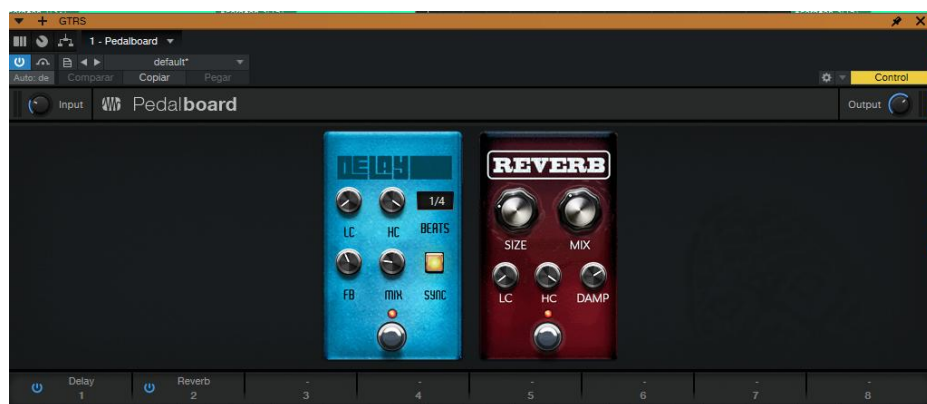 GTRS
1 - Pedalboard
default*
Auto: de Comparar Copiar Pegar
Control
Input Pedalboard Output
DELAY
REVERB
1/4
LC HC BEATS
SIZE MIX
FB MIX SYNC
LC HC DAMP
Delay Reverb - - - - - -
1 2 3 4 5 6 7 8